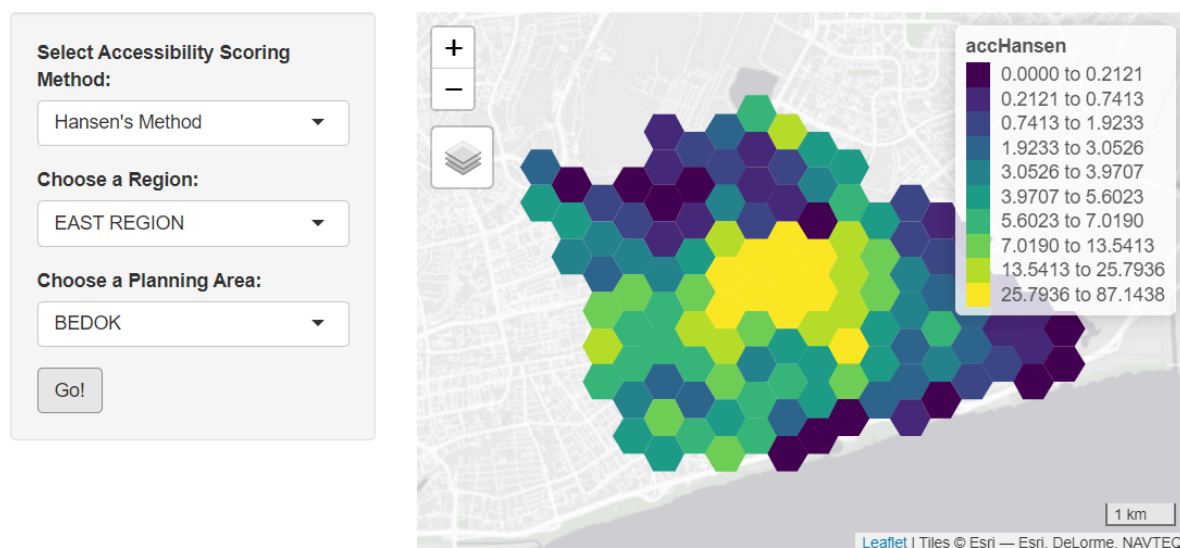 Select Accessibility Scoring
Method:
Hansen's Method
Choose a Region:
EAST REGION
Choose a Planning Area:
BEDOK
Go!
+
−
accHansen
0.0000 to 0.2121
0.2121 to 0.7413
0.7413 to 1.9233
1.9233 to 3.0526
3.0526 to 3.9707
3.9707 to 5.6023
5.6023 to 7.0190
7.0190 to 13.5413
13.5413 to 25.7936
25.7936 to 87.1438
1 km
Leaflet | Tiles © Esri — Esri, DeLorme, NAVTEQ